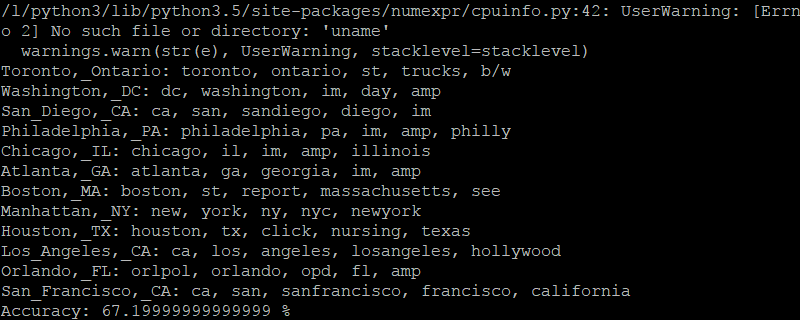 /l/python3/lib/python3.5/site-packages/numexpr/cpuinfo.py:42: UserWarning: [Errn
o 2] No such file or directory: 'uname'
  warnings.warn(str(e), UserWarning, stacklevel=stacklevel)
Toronto,_Ontario: toronto, ontario, st, trucks, b/w
Washington,_DC: dc, washington, im, day, amp
San_Diego,_CA: ca, san, sandiego, diego, im
Philadelphia,_PA: philadelphia, pa, im, amp, philly
Chicago,_IL: chicago, il, im, amp, illinois
Atlanta,_GA: atlanta, ga, georgia, im, amp
Boston,_MA: boston, st, report, massachusetts, see
Manhattan,_NY: new, york, ny, nyc, newyork
Houston,_TX: houston, tx, click, nursing, texas
Los_Angeles,_CA: ca, los, angeles, losangeles, hollywood
Orlando,_FL: orlpol, orlando, opd, fl, amp
San_Francisco,_CA: ca, san, sanfrancisco, francisco, california
Accuracy: 67.19999999999999 %